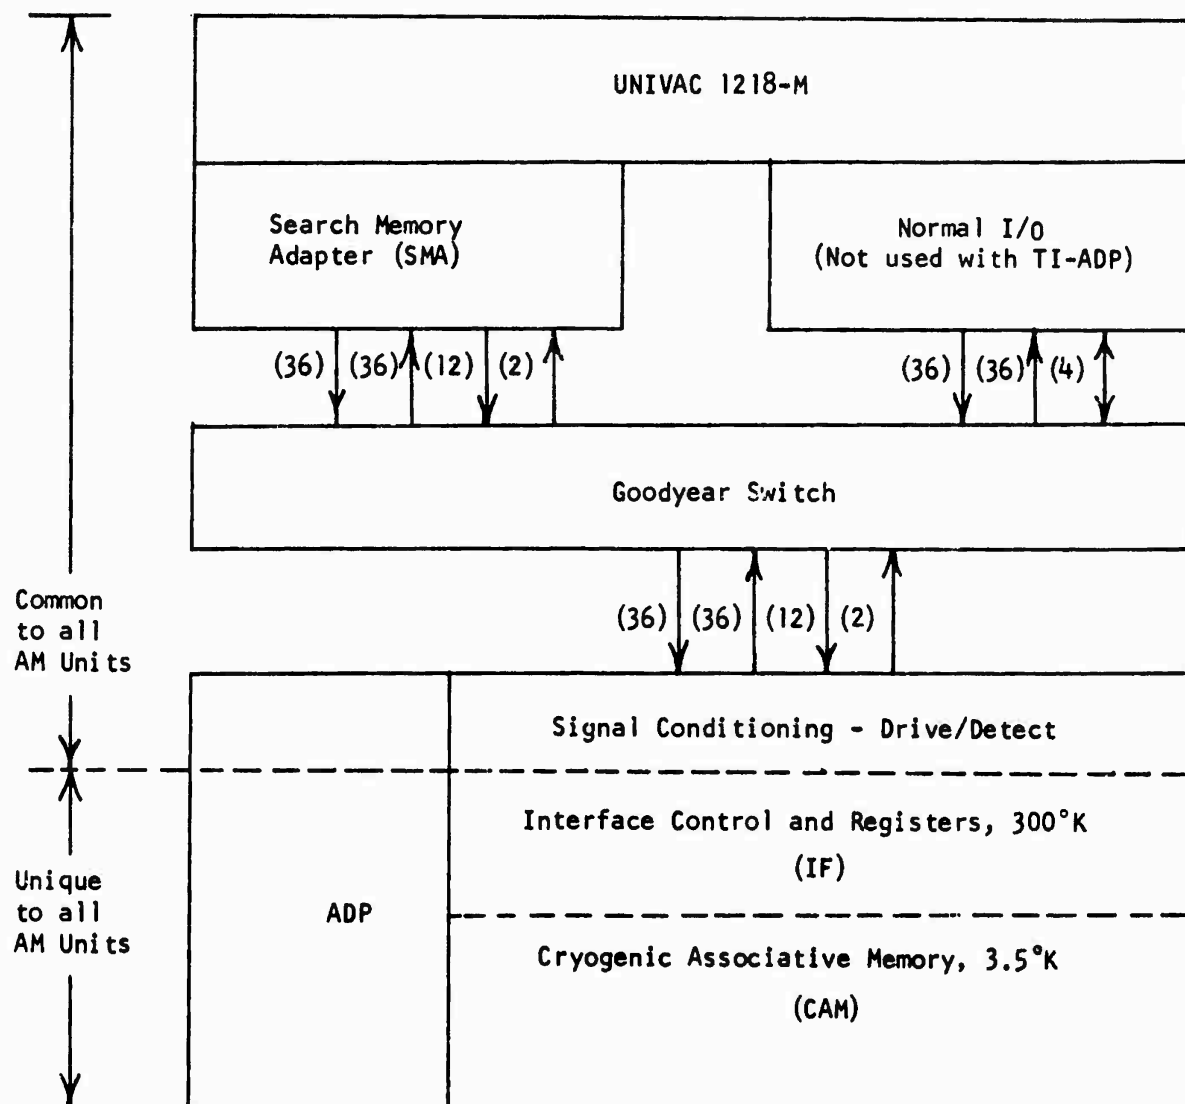 UNIVAC 1218-M
Search Memory
Adapter (SMA)
Normal I/O
(Not used with TI-ADP)
(36) (36) (12) (2)
(36) (36) (4)
Goodyear Switch
(36) (36) (12) (2)
Common
to all
AM Units
Signal Conditioning - Drive/Detect
Interface Control and Registers, 300°K
(IF)
Unique
to all
AM Units
ADP
Cryogenic Associative Memory, 3.5°K
(CAM)